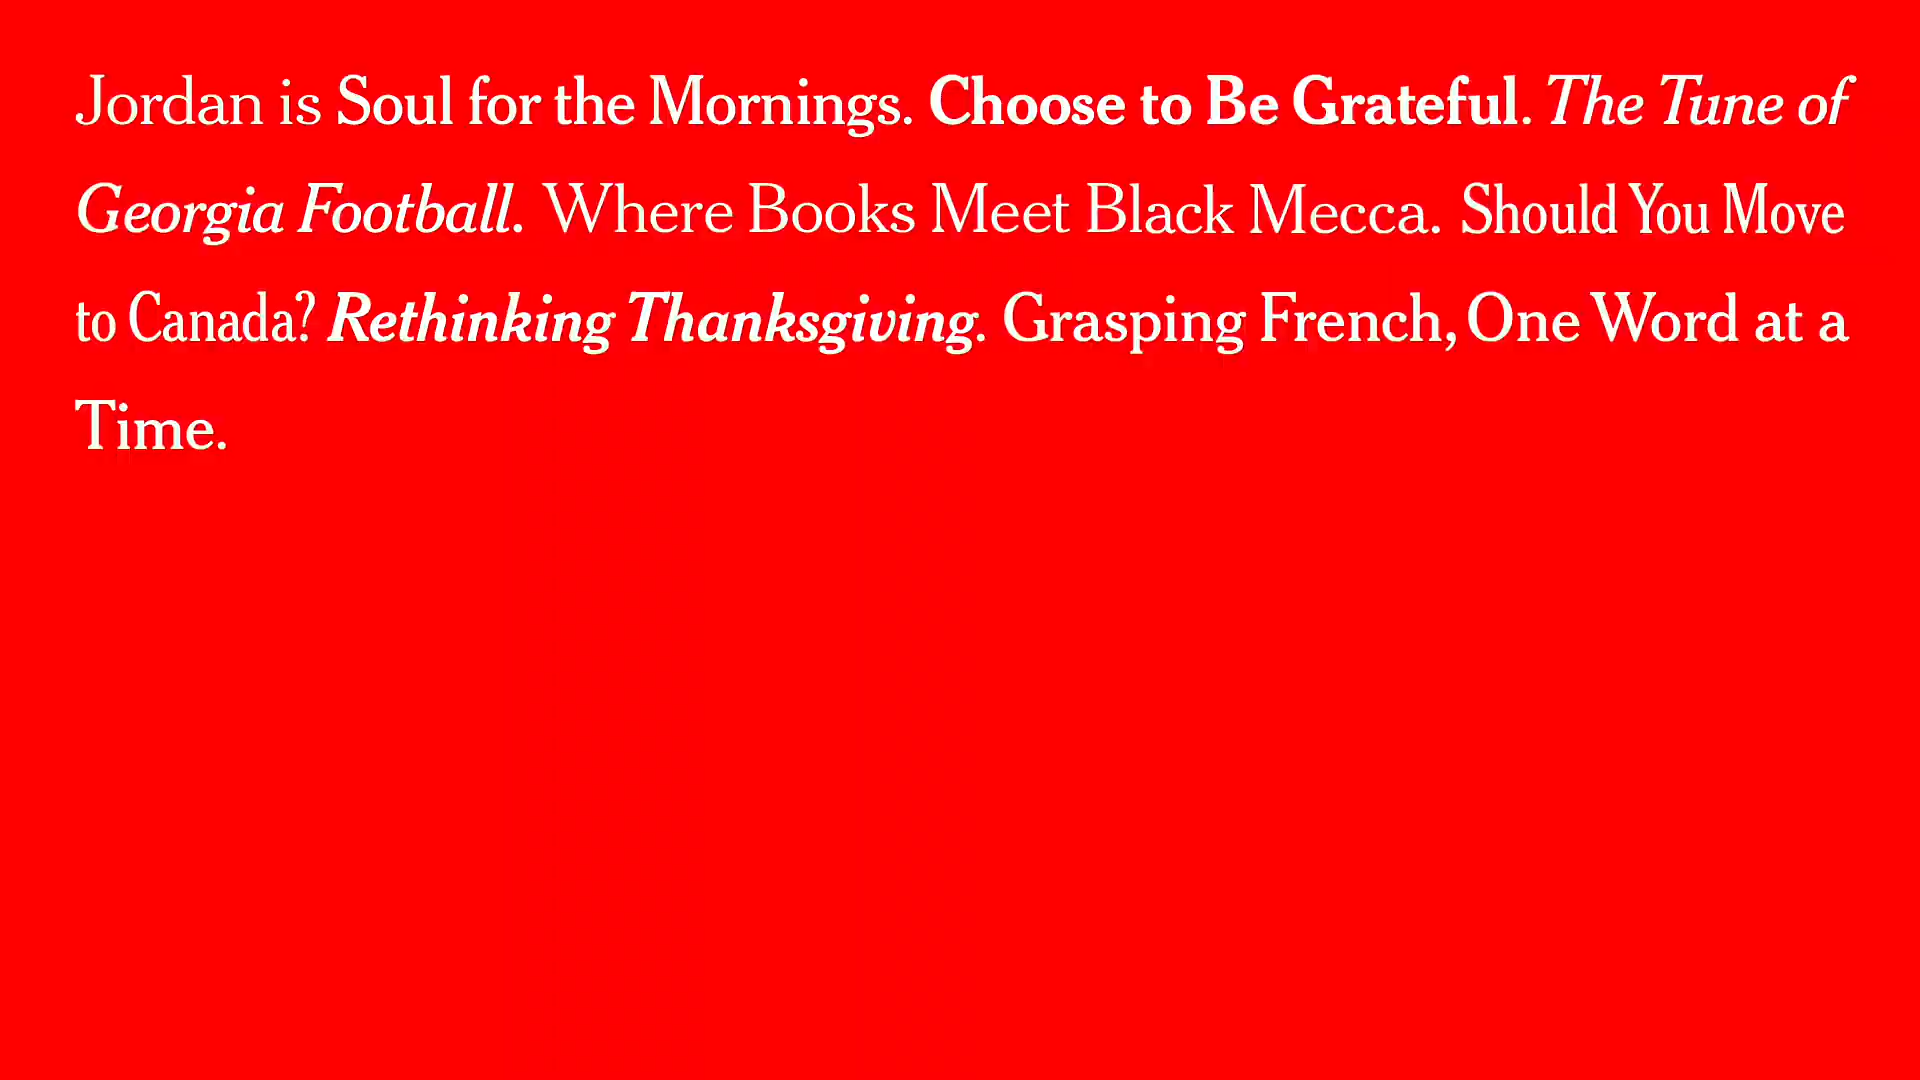 Jordan is Soul for the Mornings. Choose to Be Grateful. The Tune of
Georgia Football. Where Books Meet Black Mecca. Should You Move
to Canada? Rethinking Thanksgiving. Grasping French, One Word at a
Time.